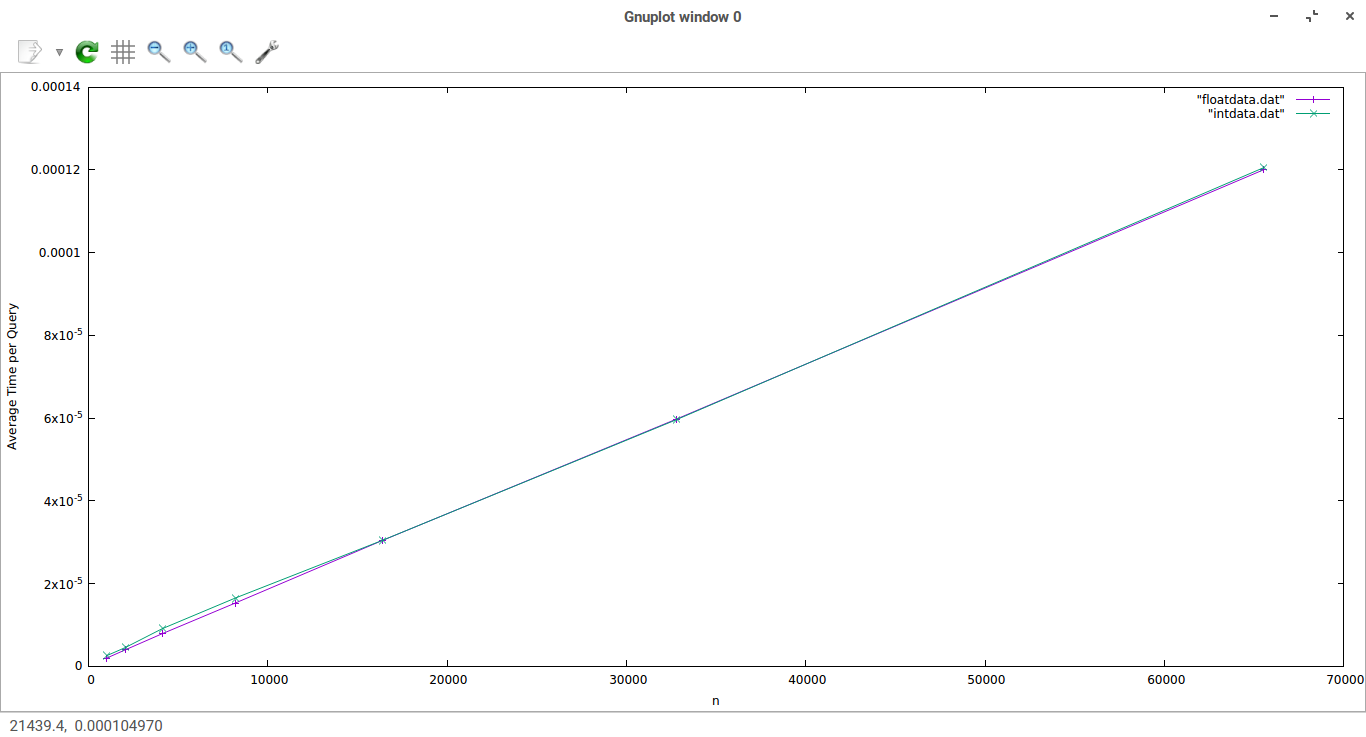 Gnuplot window 0
1
0.00014
0.00012
0.0001
8x10-5
6x10-5
4x10-5
2x10-5
0
Average Time per Query
"floatdata.dat"
"intdata.dat"
0 10000 20000 30000 40000 50000 60000 70000
n
21439.4, 0.000104970